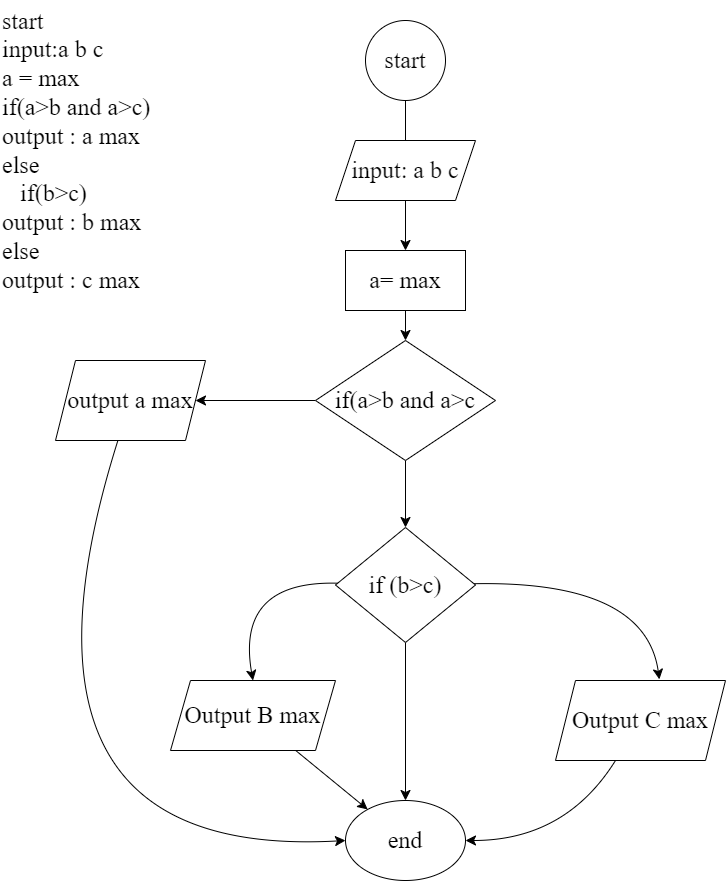 start
input:a b c
a = max
if(a>b and a>c)
output : a max
else
if(b>c)
output : b max
else
output : c max
start
input: a b c
a= max
if(a>b and a>c
output a max
if (b>c)
Output B max
Output C max
end